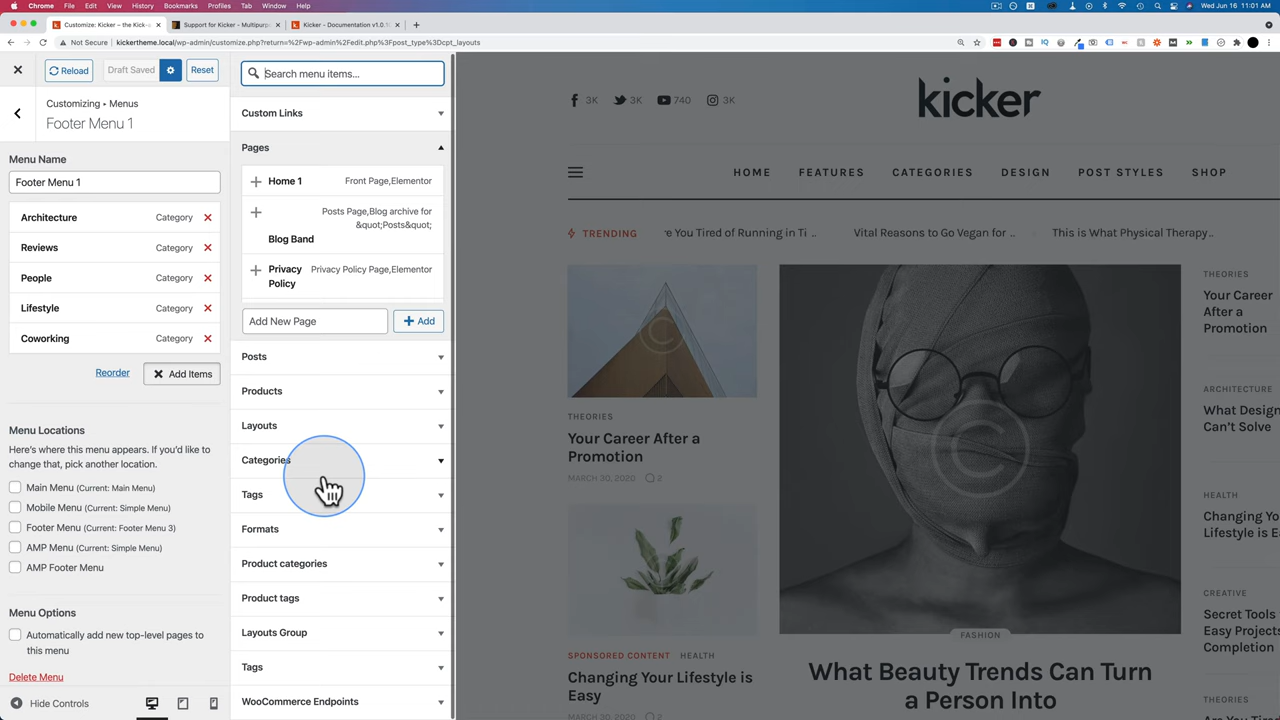 Chrome File Edit View History Bookmarks Profiles Tab Window Help
Wed Jun 16 11:01 AM
Customize: Kicker – the Kick-a
Support for Kicker - Multipurp
Kicker - Documentation v1.0.1
Not Secure kickertheme.local/wp-admin/customize.php?return=%2Fwp-admin%2Fedit.php%3Fpost_type%3Dcpt_layouts
Reload
Draft Saved
Reset
Customizing • Menus
Footer Menu 1
Menu Name
Footer Menu 1
Architecture Category
Reviews Category
People Category
Lifestyle Category
Coworking Category
Reorder
Add Items
Menu Locations
Here's where this menu appears. If you'd like to
change that, pick another location.
Main Menu (Current: Main Menu)
Mobile Menu (Current: Simple Menu)
Footer Menu (Current: Footer Menu 3)
AMP Menu (Current: Simple Menu)
AMP Footer Menu
Menu Options
Automatically add new top-level pages to
this menu
Delete Menu
Hide Controls
Search menu items...
Custom Links
Pages
Home 1 Front Page,Elementor
Posts Page,Blog archive for
&quot;Posts&quot;
Blog Band
Privacy Privacy Policy Page,Elementor
Policy
Add New Page
+ Add
Posts
Products
Layouts
Categories
Tags
Formats
Product categories
Product tags
Layouts Group
Tags
WooCommerce Endpoints
3K 3K 740 3K
kicker
HOME FEATURES CATEGORIES DESIGN POST STYLES SHOP
TRENDING
re You Tired of Running in Ti ..
Vital Reasons to Go Vegan for ..
This is What Physical Therapy..
THEORIES
Your Career After a
Promotion
MARCH 30, 2020 2
SPONSORED CONTENT HEALTH
Changing Your Lifestyle is
Easy
MARCH 30, 2020 2
FASHION
What Beauty Trends Can Turn
a Person Into
THEORIES
Your Career
After a
Promotion
ARCHITECTURE
What Design
Can't Solve
HEALTH
Changing Yo
Lifestyle is E
CREATIVE
Secret Tools
Easy Projects
Completion
THEORIES